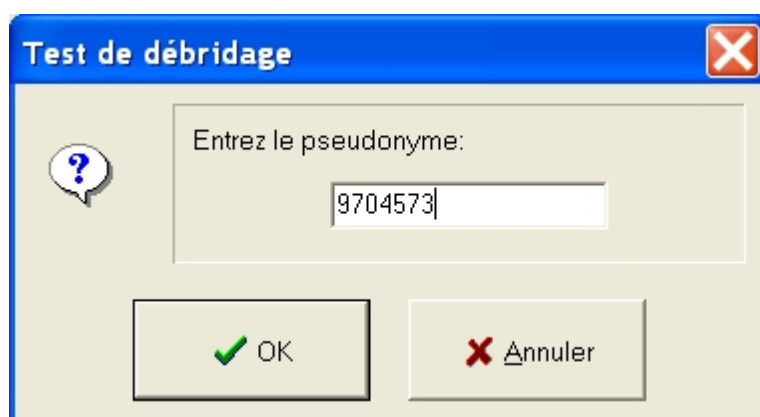 Test de débridage
Entrez le pseudonyme:
9704573
OK
Annuler